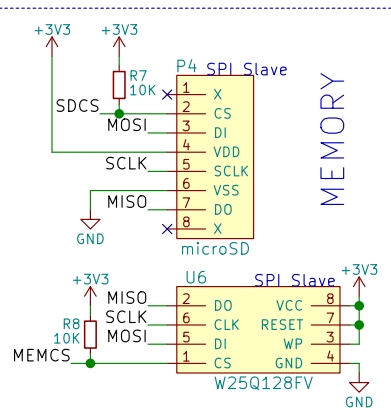 +3V3 +3V3
P4 SPI Slave
R7
10K
1 X
SDCS 2 CS
MOSI 3 DI
4 VDD
SCLK 5 SCLK
6 VSS
MISO 7 DO
8 X
GND
microSD
MEMORY
+3V3
U6 SPI Slave
+3V3
MISO 2 DO VCC 8
SCLK 6 CLK RESET 7
R8
10K
MOSI 5 DI WP 3
MEMCS 1 CS GND 4
W25Q128FV
GND